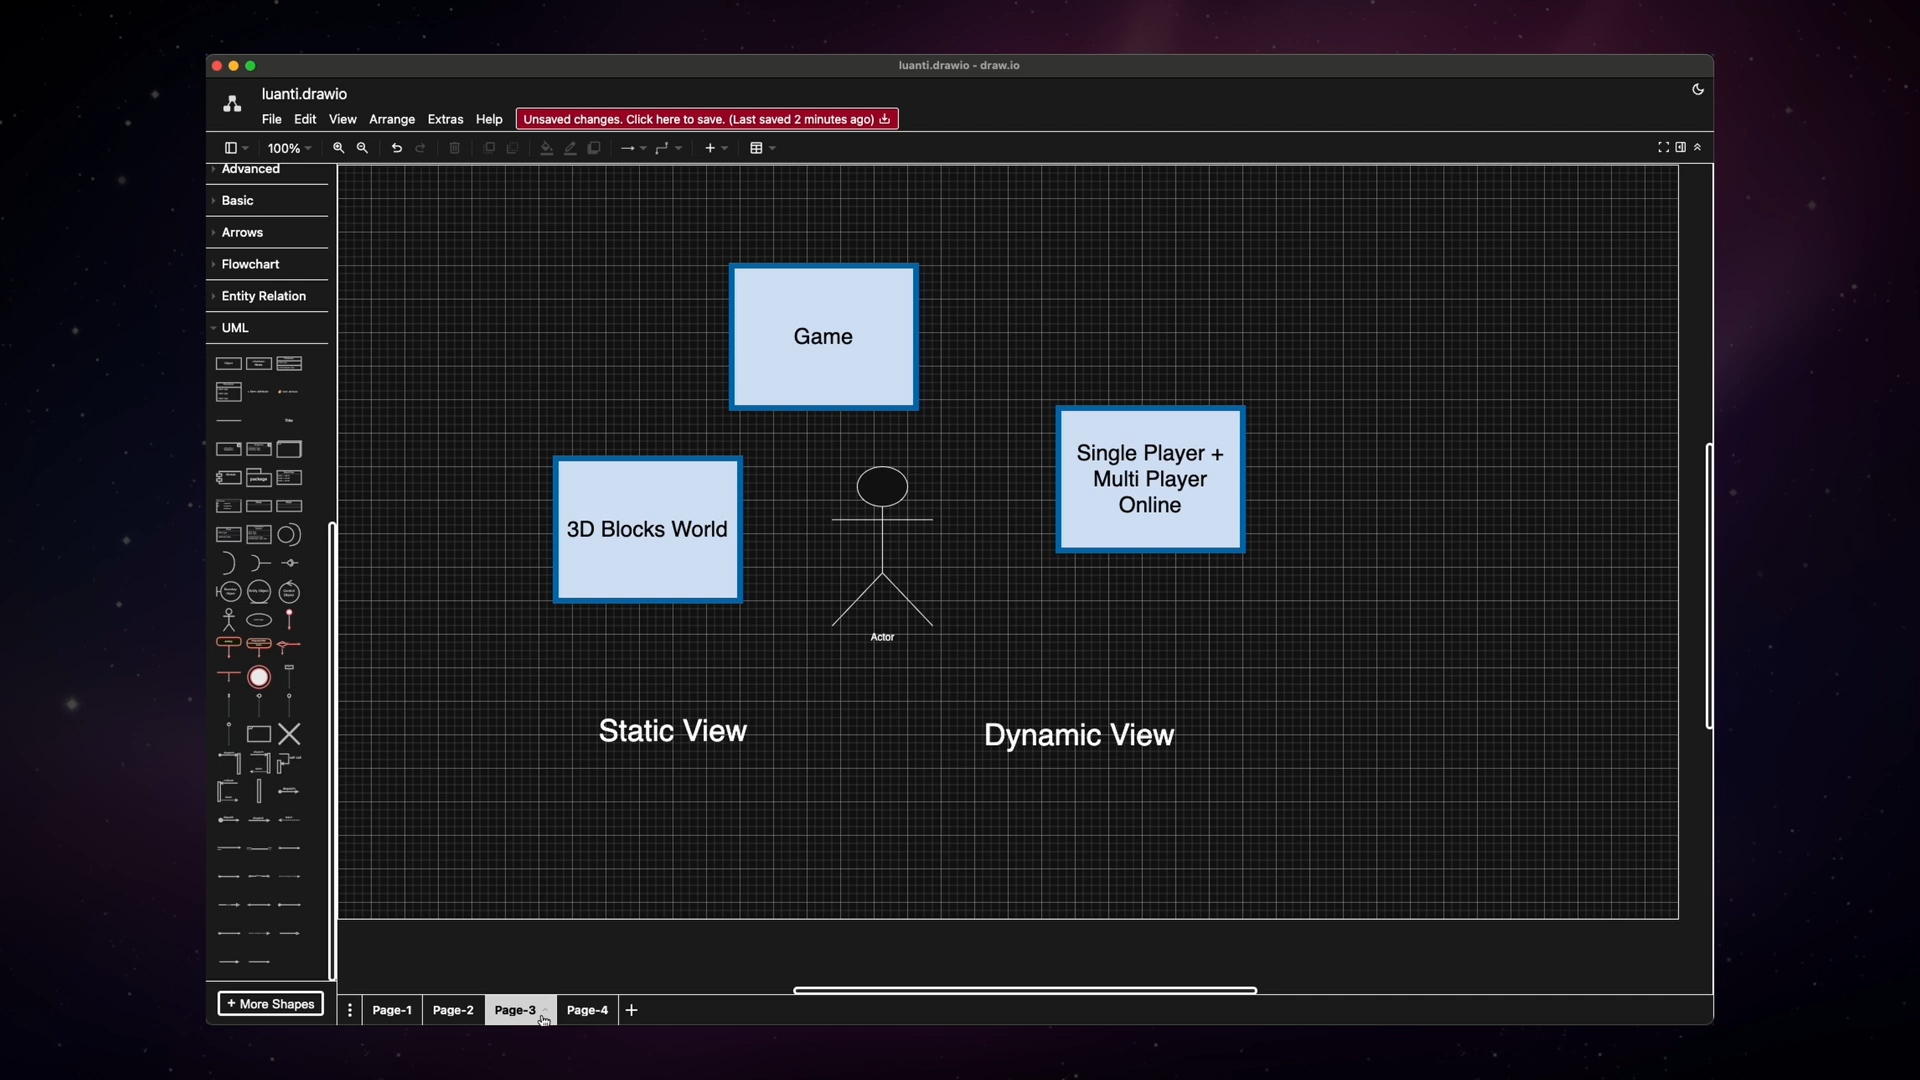 luanti.drawio - draw.io
luanti.drawio
File Edit View Arrange Extras Help Unsaved changes. Click here to save. (Last saved 2 minutes ago)
100%
Advanced
Basic
Arrows
Flowchart
Entity Relation
UML
package
Game
Single Player +
Multi Player
Online
3D Blocks World
Actor
Static View
Dynamic View
+ More Shapes
Page-1 Page-2 Page-3 Page-4